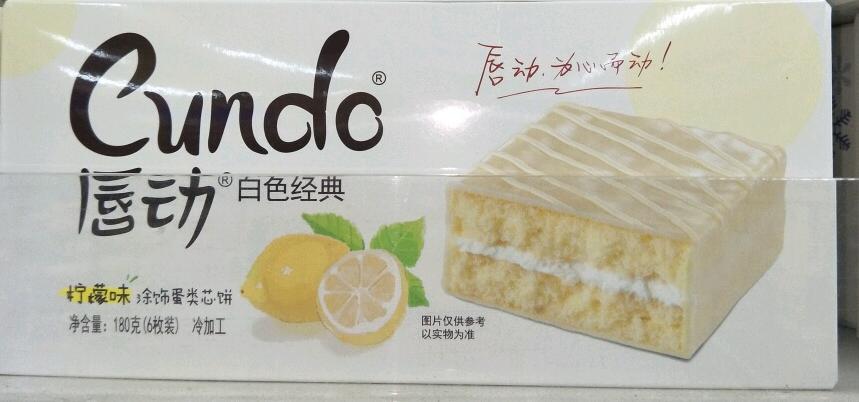 Cundo®
唇动,为心而动!
唇动®白色经典
柠檬味 涂饰蛋类芯饼
净含量:180克(6枚装) 冷加工
图片仅供参考
以实物为准